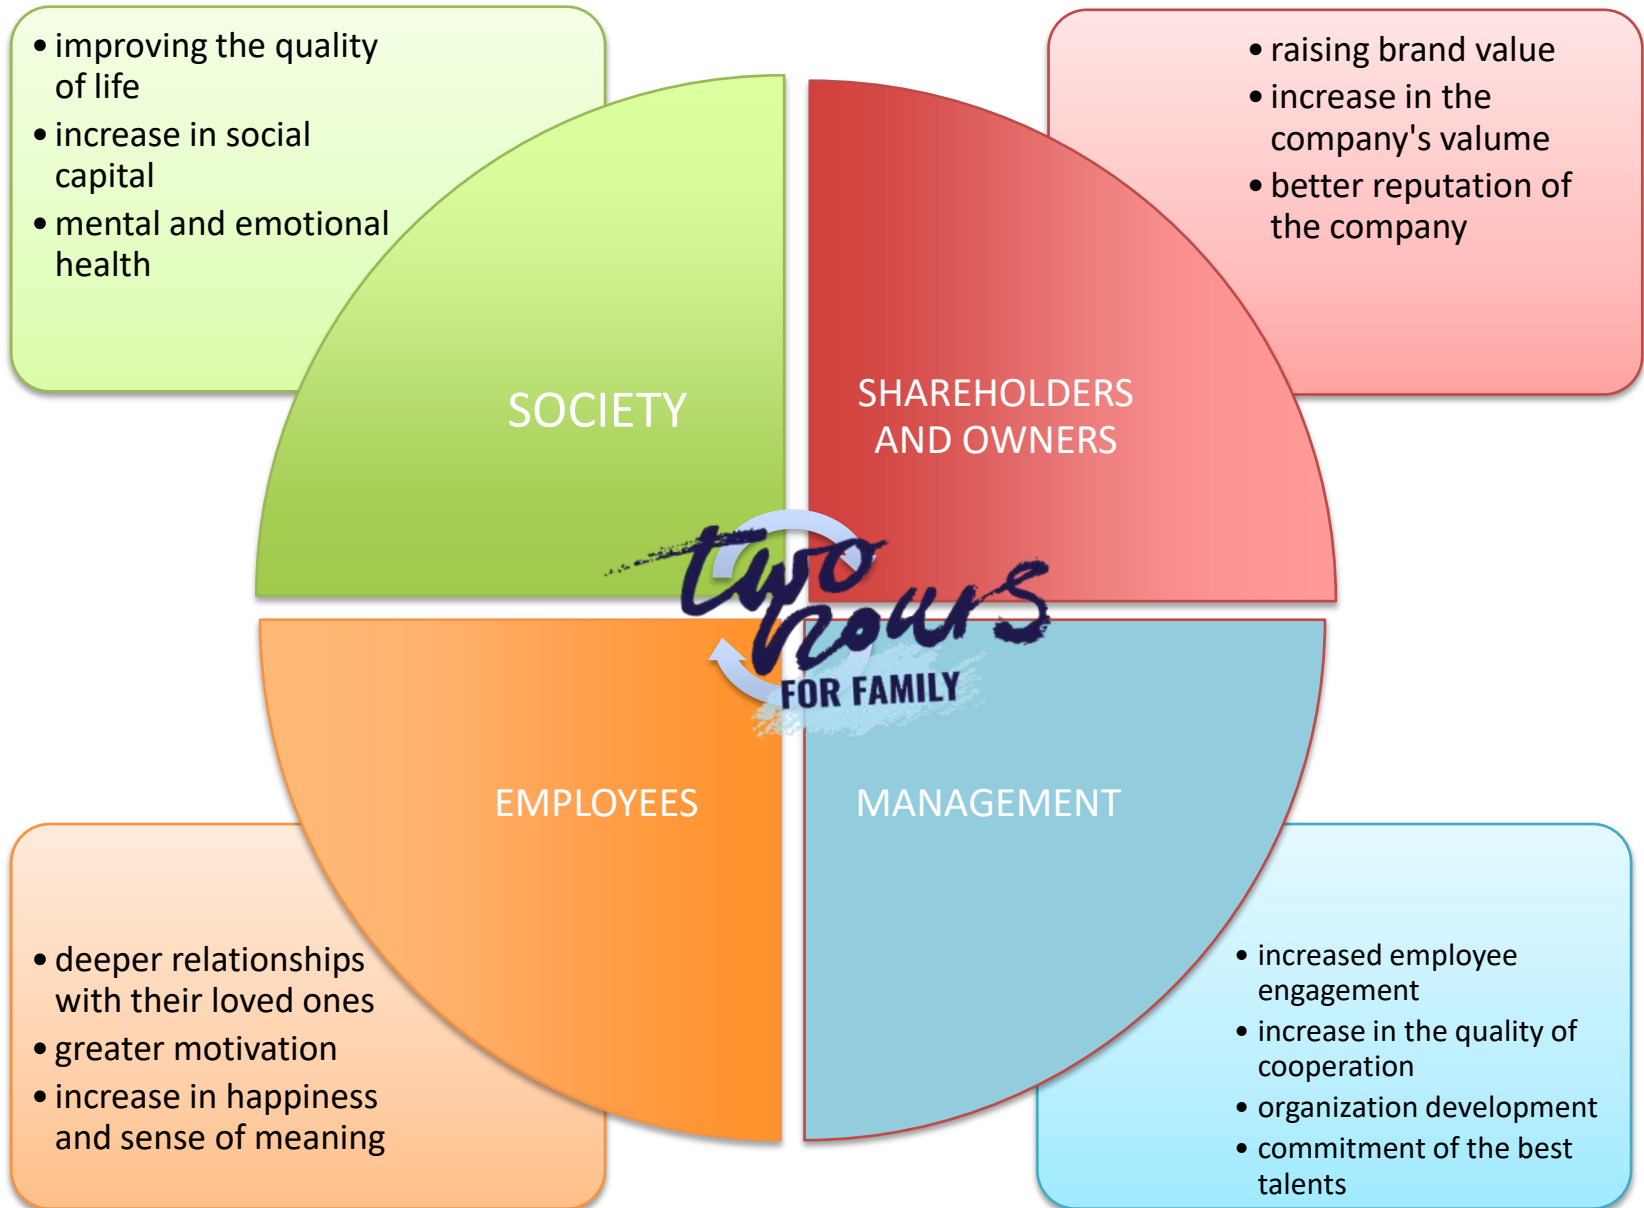 • improving the quality
of life
• increase in social
capital
• mental and emotional
health
• raising brand value
• increase in the
company's valume
• better reputation of
the company
SOCIETY
SHAREHOLDERS
AND OWNERS
two
hours
FOR FAMILY
EMPLOYEES
MANAGEMENT
• deeper relationships
with their loved ones
• greater motivation
• increase in happiness
and sense of meaning
• increased employee
engagement
• increase in the quality of
cooperation
• organization development
• commitment of the best
talents